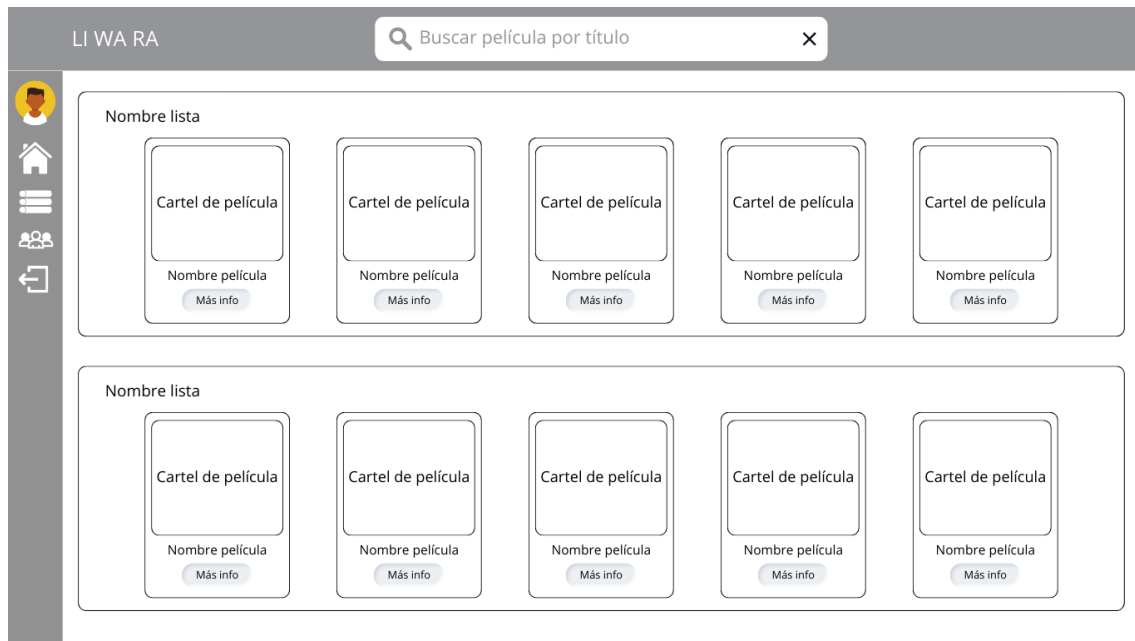 LI WA RA
Buscar película por título
Nombre lista
Cartel de película
Cartel de película
Cartel de película
Cartel de película
Cartel de película
Nombre película
Nombre película
Nombre película
Nombre película
Nombre película
Más info
Más info
Más info
Más info
Más info
Nombre lista
Cartel de película
Cartel de película
Cartel de película
Cartel de película
Cartel de película
Nombre película
Nombre película
Nombre película
Nombre película
Nombre película
Más info
Más info
Más info
Más info
Más info